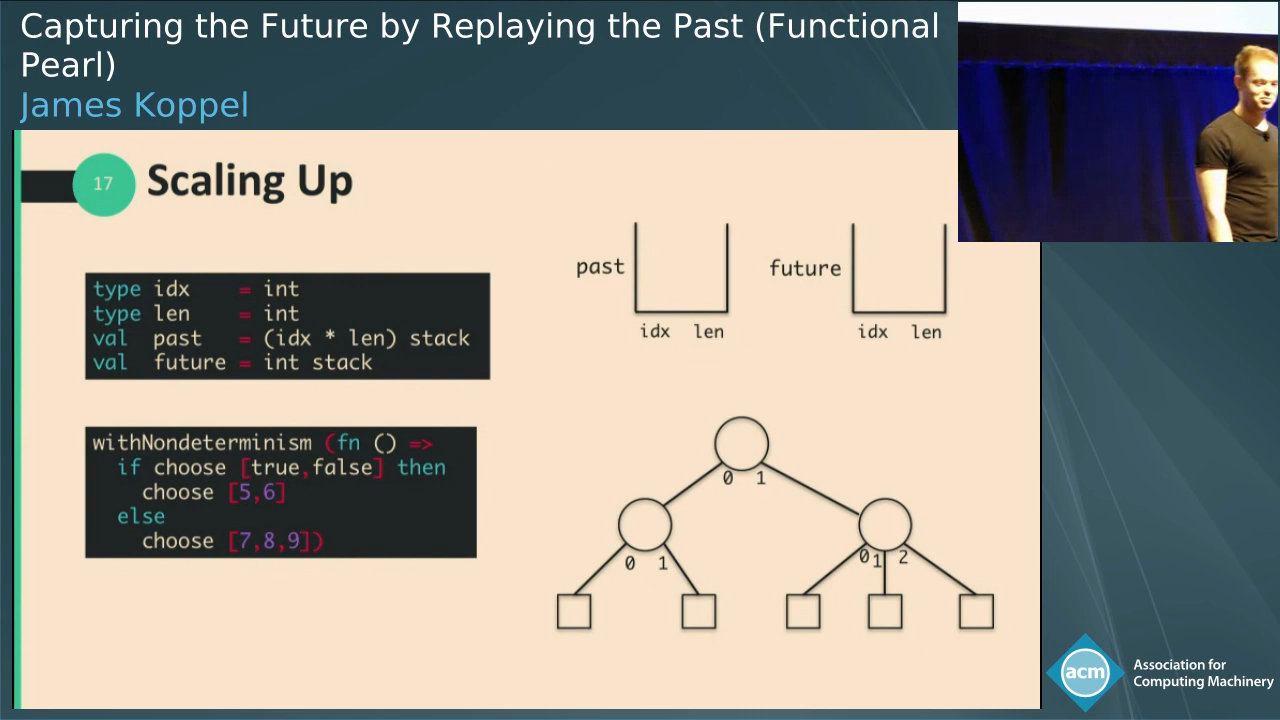 Capturing the Future by Replaying the Past (Functional
Pearl)
James Koppel
17
Scaling Up
type idx = int
type len = int
val past = (idx * len) stack
val future = int stack
withNondeterminism (fn () =>
if choose [true,false] then
choose [5,6]
else
choose [7,8,9])
past
idx len
future
idx len
0 1
0 1
0 1 2
acm
Association for
Computing Machinery